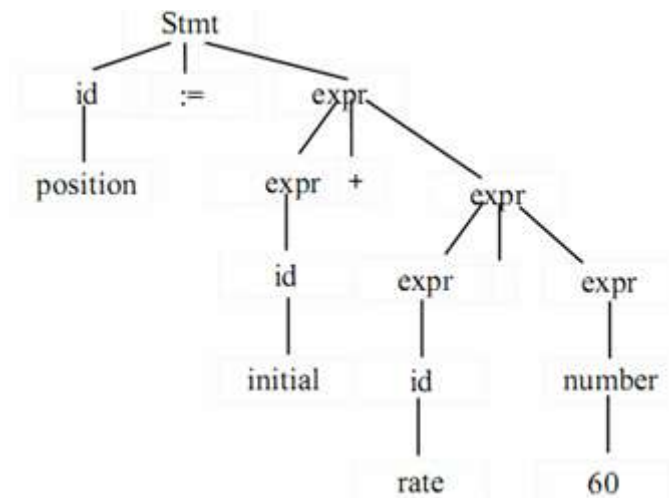 Stmt
id := expr
position expr + expr
id expr expr
initial id number
rate 60